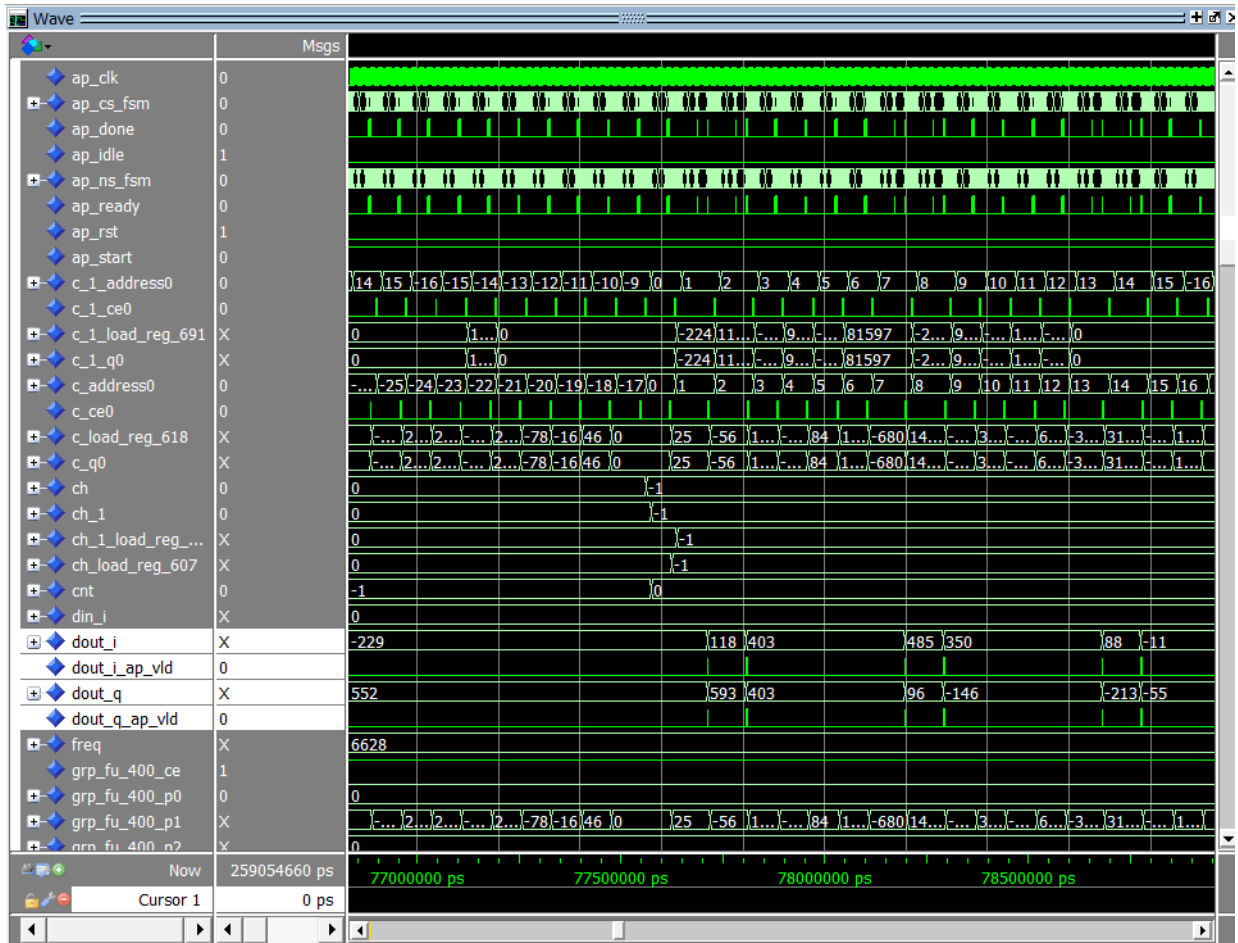 Wave
Msgs
ap_clk 0
ap_cs_fsm 0
ap_done 0
ap_idle 1
ap_ns_fsm 0
ap_ready 0
ap_rst 1
ap_start 0
c_1_address0 0 14 15 -16 -15 -14 -13 -12 -11 -10 -9 0 1 2 3 4 5 6 7 8 9 10 11 12 13 14 15 -16
c_1_ce0 0
c_1_load_reg_691 X 0 1... 0 -224 11... -... 9... -... 81597 -2... 9... -... 1... -... 0
c_1_q0 X 0 1... 0 -224 11... -... 9... -... 81597 -2... 9... -... 1... -... 0
c_address0 0 -... -25 -24 -23 -22 -21 -20 -19 -18 -17 0 1 2 3 4 5 6 7 8 9 10 11 12 13 14 15 16
c_ce0 0
c_load_reg_618 X -... 2... 2... -... 2... -78 -16 46 0 25 -56 1... -... 84 1... -680 14... -... 3... -... 6... -3... 31... -... 1...
c_q0 X -... 2... 2... -... 2... -78 -16 46 0 25 -56 1... -... 84 1... -680 14... -... 3... -... 6... -3... 31... -... 1...
ch 0 0 -1
ch_1 0 0 -1
ch_1_load_reg_... X 0 -1
ch_load_reg_607 X 0 -1
cnt 0 -1 0
din_i X 0
dout_i X -229 118 403 485 350 88 -11
dout_i_ap_vld 0
dout_q X 552 593 403 96 -146 -213 -55
dout_q_ap_vld 0
freq X 6628
grp_fu_400_ce 1
grp_fu_400_p0 0 0
grp_fu_400_p1 X -... 2... 2... -... 2... -78 -16 46 0 25 -56 1... -... 84 1... -680 14... -... 3... -... 6... -3... 31... -... 1...
grp_fu_400_p2 X 0
Now 259054660 ps 77000000 ps 77500000 ps 78000000 ps 78500000 ps
Cursor 1 0 ps